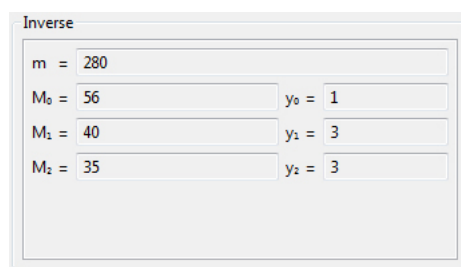 Inverse
m = 280
M₀ = 56 y₀ = 1
M₁ = 40 y₁ = 3
M₂ = 35 y₂ = 3